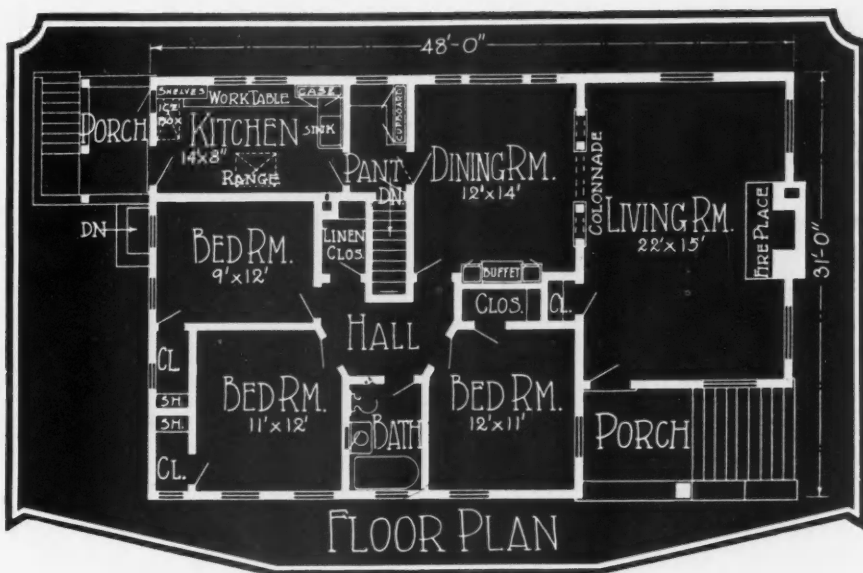 48'-0"
SHELVES
WORK TABLE
CASE
ICE
BOX
PORCH
KITCHEN
14'x8"
SINK
RANGE
CUPBOARD
PANT.
DN.
DINING RM.
12'x14'
COLONNADE
LIVING RM.
22'x15'
FIRE PLACE
31'-0"
DN
BED RM.
9'x12'
LINEN
CLOS.
BUFFET
CLOS.
CL.
HALL
CL
SH.
SH.
CL.
BED RM.
11'x12'
BATH
BED RM.
12'x11'
PORCH
FLOOR PLAN